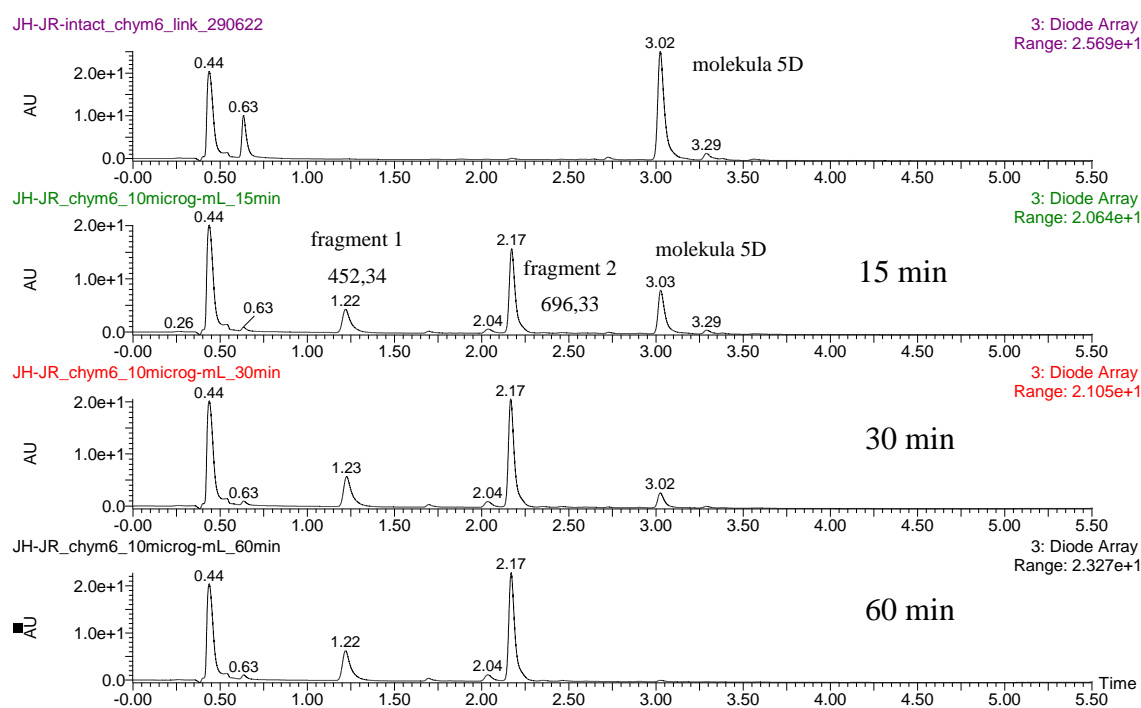 JH-JR-intact_chym6_link_290622
3: Diode Array
Range: 2.569e+1
3.02
molekula 5D
0.44
0.63
3.29
AU
2.0e+1
1.0e+1
0.0
-0.00 0.50 1.00 1.50 2.00 2.50 3.00 3.50 4.00 4.50 5.00 5.50
JH-JR_chym6_10microg-mL_15min
3: Diode Array
Range: 2.064e+1
0.44
fragment 1
452,34
1.22
2.17
fragment 2
696,33
molekula 5D
3.03
15 min
0.26
0.63
2.04
3.29
AU
2.0e+1
1.0e+1
0.0
-0.00 0.50 1.00 1.50 2.00 2.50 3.00 3.50 4.00 4.50 5.00 5.50
JH-JR_chym6_10microg-mL_30min
3: Diode Array
Range: 2.105e+1
0.44
2.17
30 min
1.23
0.63
2.04
3.02
AU
2.0e+1
1.0e+1
0.0
-0.00 0.50 1.00 1.50 2.00 2.50 3.00 3.50 4.00 4.50 5.00 5.50
JH-JR_chym6_10microg-mL_60min
3: Diode Array
Range: 2.327e+1
0.44
2.17
60 min
1.22
0.63
2.04
AU
2.0e+1
1.0e+1
0.0
-0.00 0.50 1.00 1.50 2.00 2.50 3.00 3.50 4.00 4.50 5.00 5.50
Time